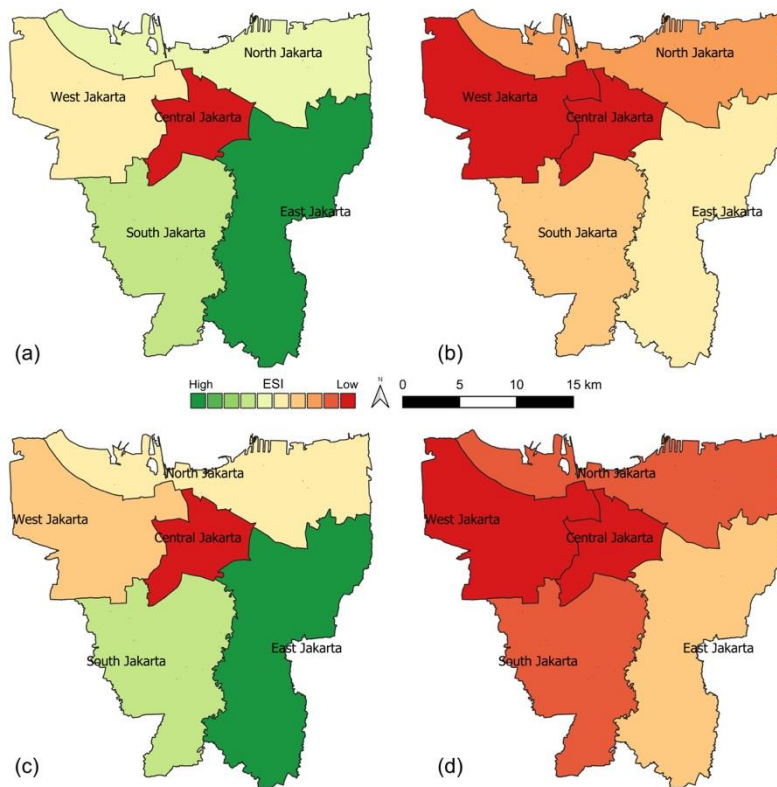 North Jakarta
West Jakarta
Central Jakarta
South Jakarta
East Jakarta
(a)
North Jakarta
West Jakarta
Central Jakarta
South Jakarta
East Jakarta
(b)
High ESI Low
N
0 5 10 15 km
North Jakarta
West Jakarta
Central Jakarta
South Jakarta
East Jakarta
(c)
North Jakarta
West Jakarta
Central Jakarta
South Jakarta
East Jakarta
(d)